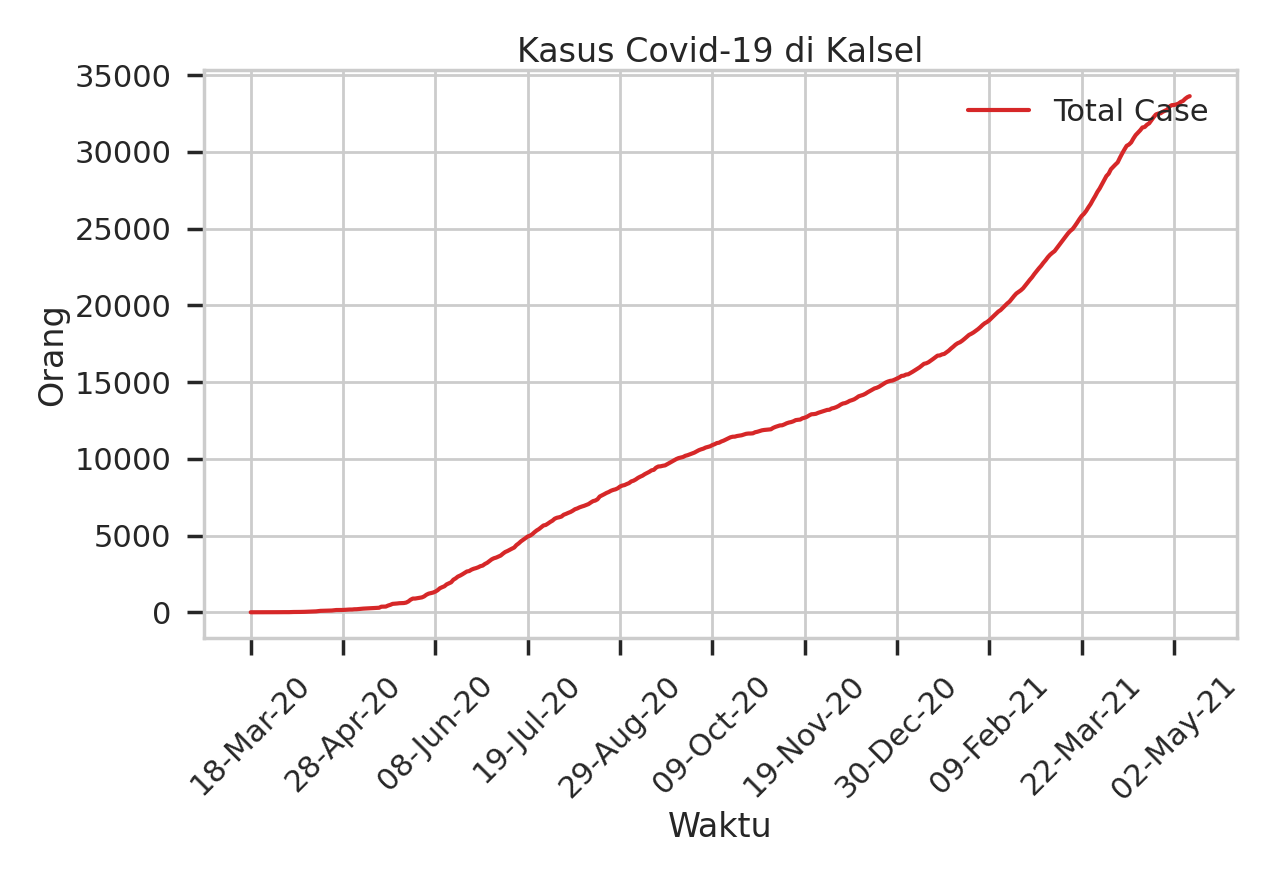 Kasus Covid-19 di Kalsel
Total Case
35000
30000
25000
20000
15000
10000
5000
0
Orang
18-Mar-20
28-Apr-20
08-Jun-20
19-Jul-20
29-Aug-20
09-Oct-20
19-Nov-20
30-Dec-20
09-Feb-21
22-Mar-21
02-May-21
Waktu